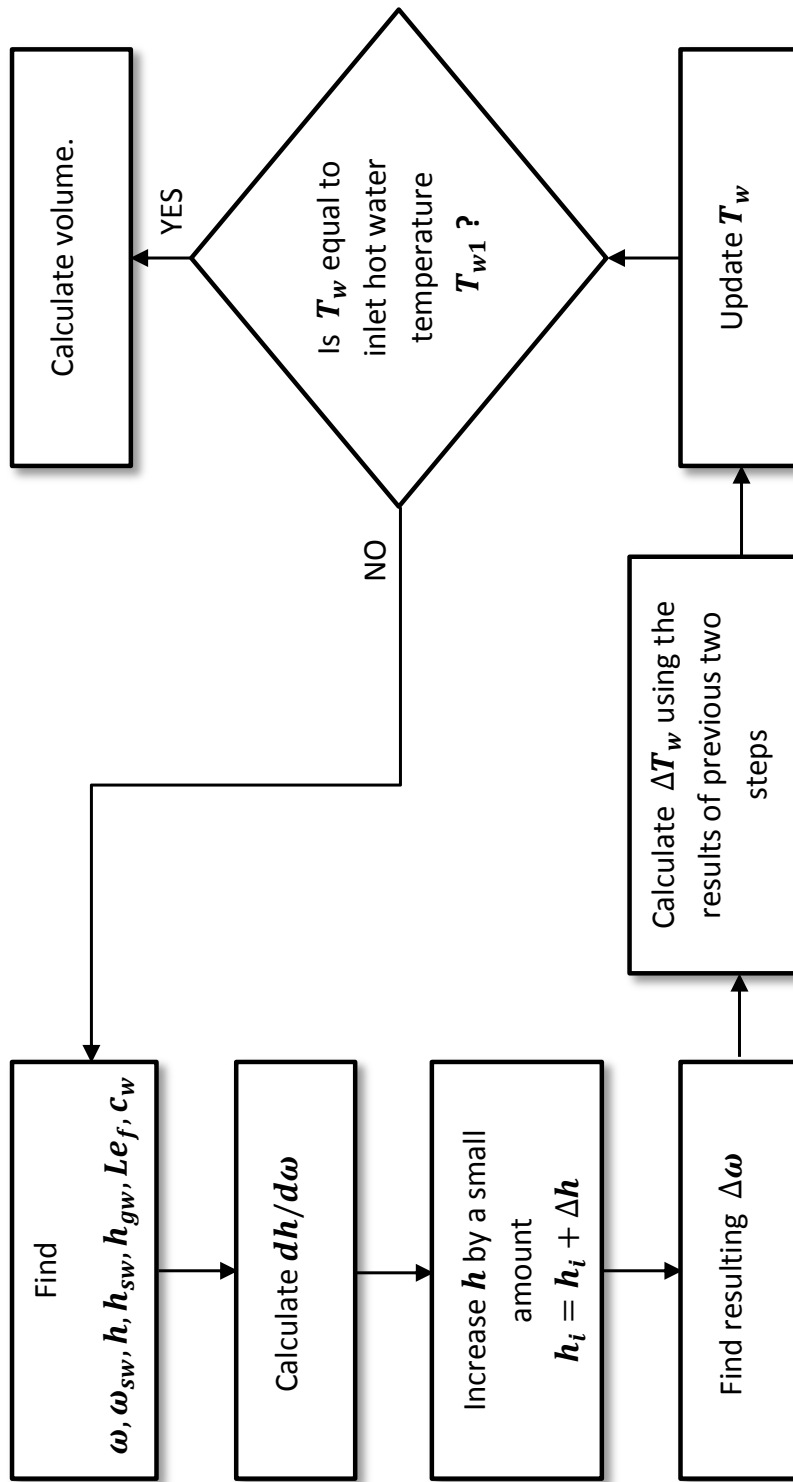 Find
ω, ω_sw, h, h_sw, h_gw, Le_f, c_w
Calculate dh/dω
Increase h by a small
amount
h_i = h_i + Δh
Find resulting Δω
Calculate ΔT_w using the
results of previous two
steps
Update T_w
Is T_w equal to
inlet hot water
temperature
T_w1 ?
NO
YES
Calculate volume.